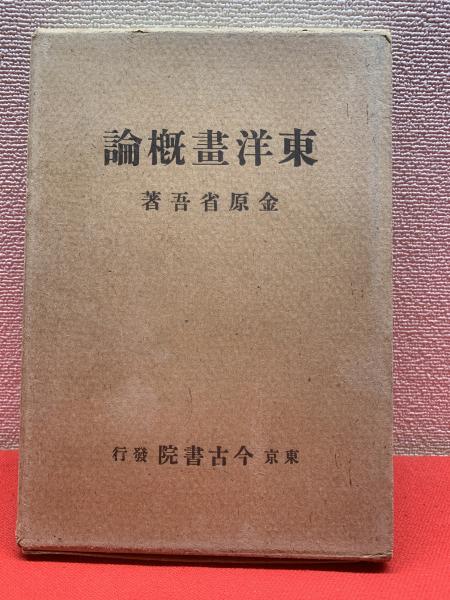 東洋畫概論
金原省吾著
東京 今古書院 發行